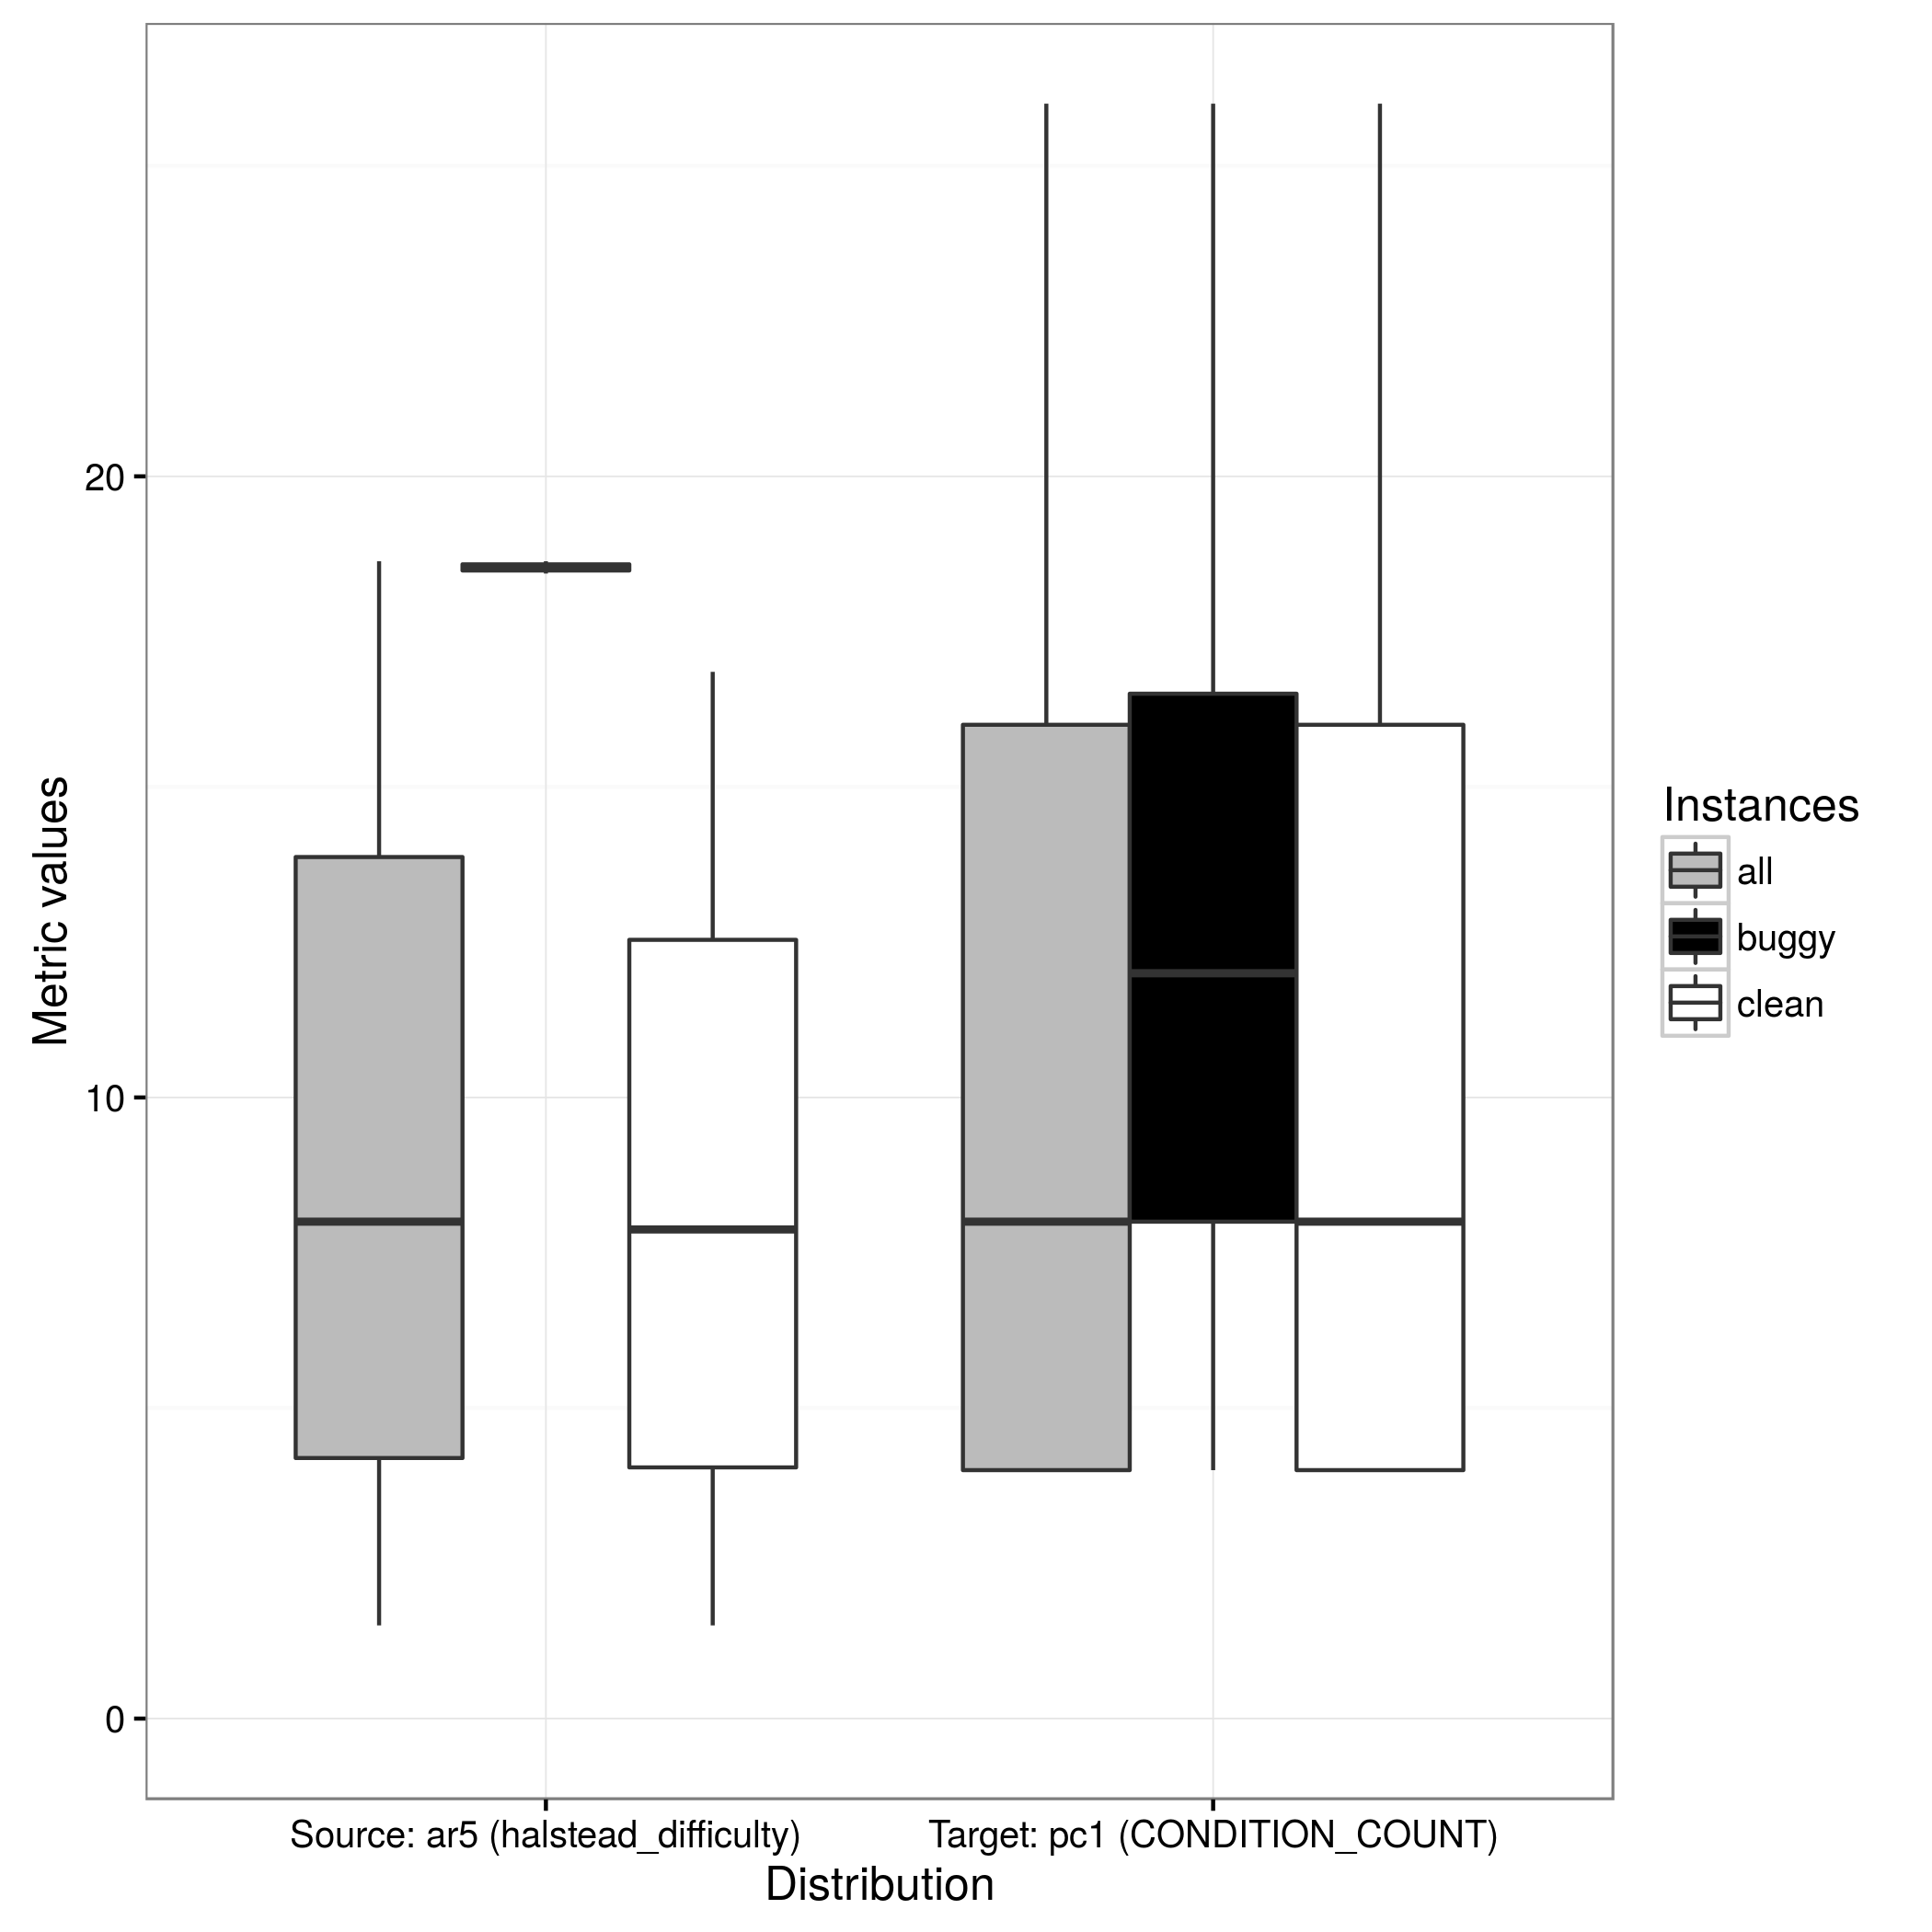 20
10
0
Metric values
Source: ar5 (halstead_difficulty)
Target: pc1 (CONDITION_COUNT)
Distribution
Instances
all
buggy
clean